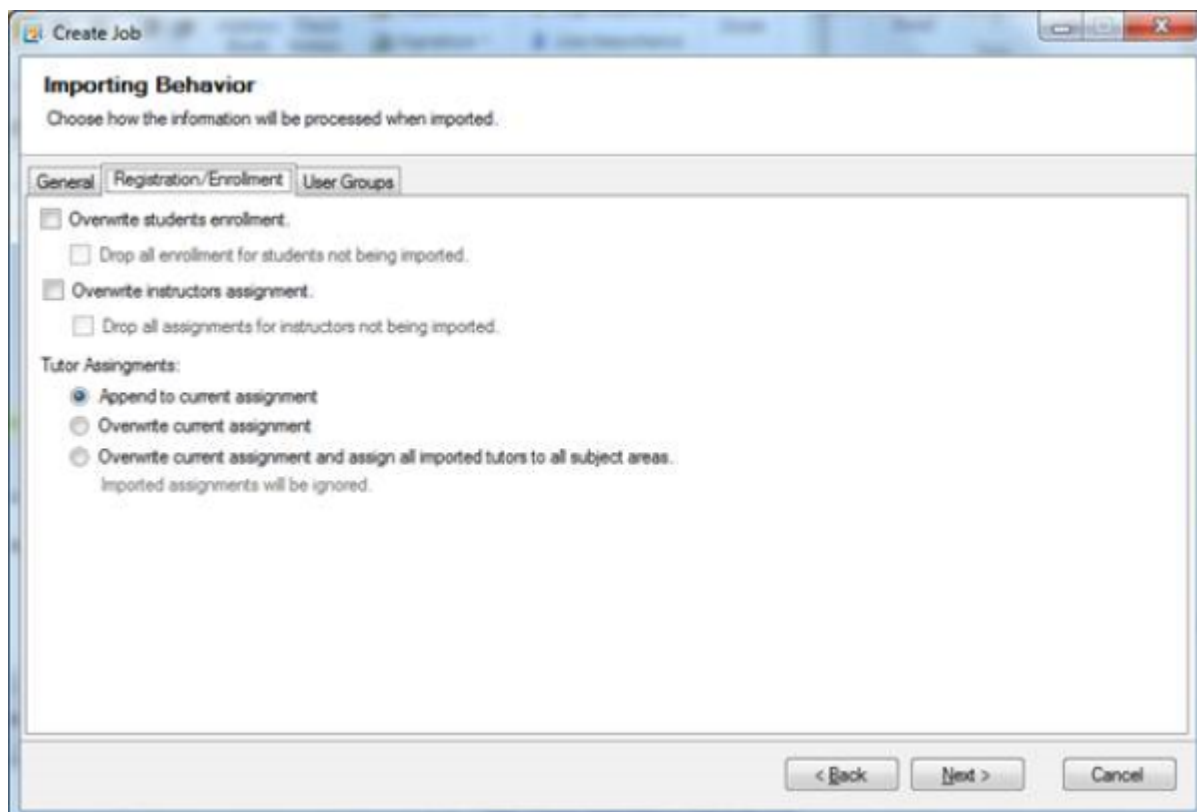 Create Job
Importing Behavior
Choose how the information will be processed when imported.
General Registration/Enrollment User Groups
Overwrite students enrollment.
Drop all enrollment for students not being imported.
Overwrite instructors assignment.
Drop all assignments for instructors not being imported.
Tutor Assingments:
Append to current assignment
Overwrite current assignment
Overwrite current assignment and assign all imported tutors to all subject areas.
Imported assignments will be ignored.
< Back Next > Cancel